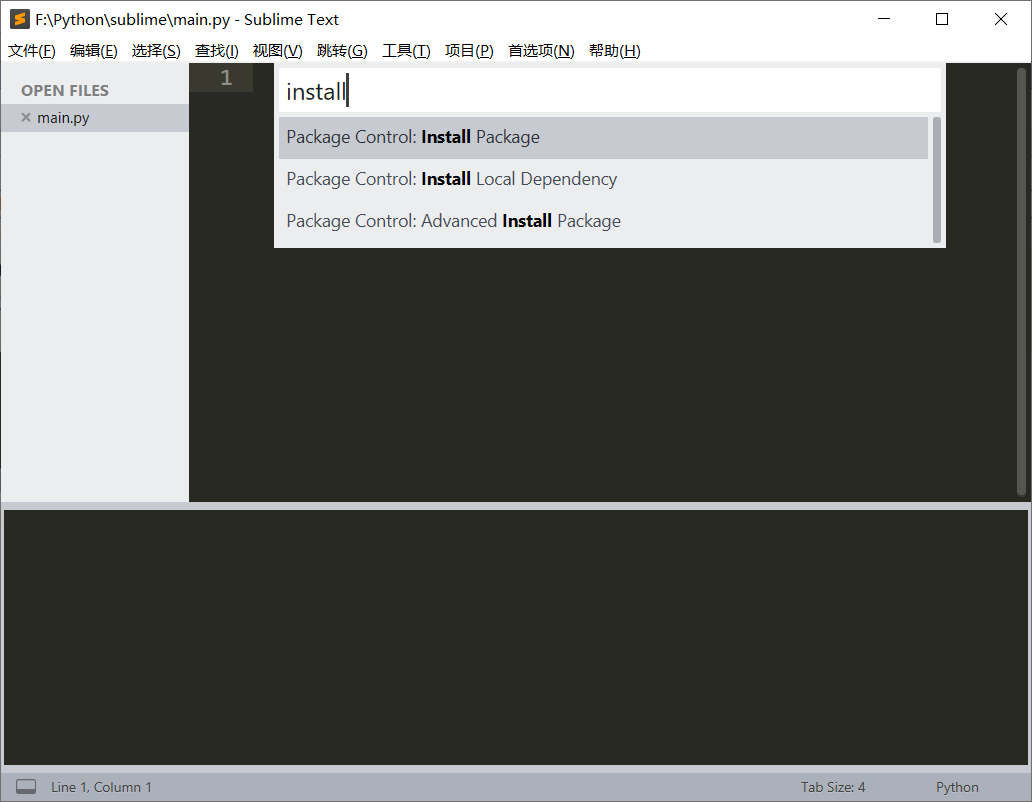 F:\Python\sublime\main.py - Sublime Text
文件(F) 编辑(E) 选择(S) 查找(I) 视图(V) 跳转(G) 工具(T) 项目(P) 首选项(N) 帮助(H)
OPEN FILES
main.py
1
install
Package Control: Install Package
Package Control: Install Local Dependency
Package Control: Advanced Install Package
Line 1, Column 1
Tab Size: 4
Python